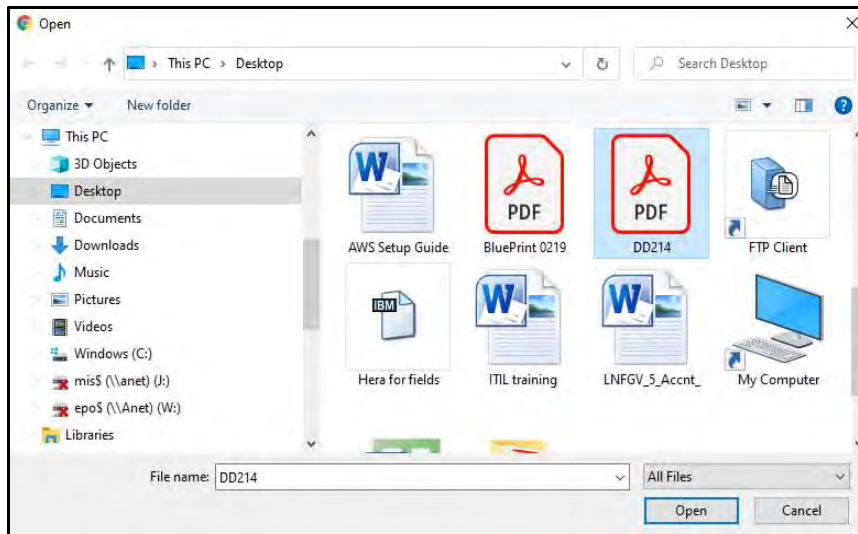 Open
This PC > Desktop
Search Desktop
Organize
New folder
This PC
3D Objects
Desktop
Documents
Downloads
Music
Pictures
Videos
Windows (C:)
mis$ (\\anet) (J:)
epo$ (\\Anet) (W:)
Libraries
W
PDF
PDF
AWS Setup Guide
BluePrint 0219
DD214
FTP Client
IBM
W
W
Hera for fields
ITIL training
LNFGV_5_Accnt_
My Computer
File name: DD214
All Files
Open
Cancel